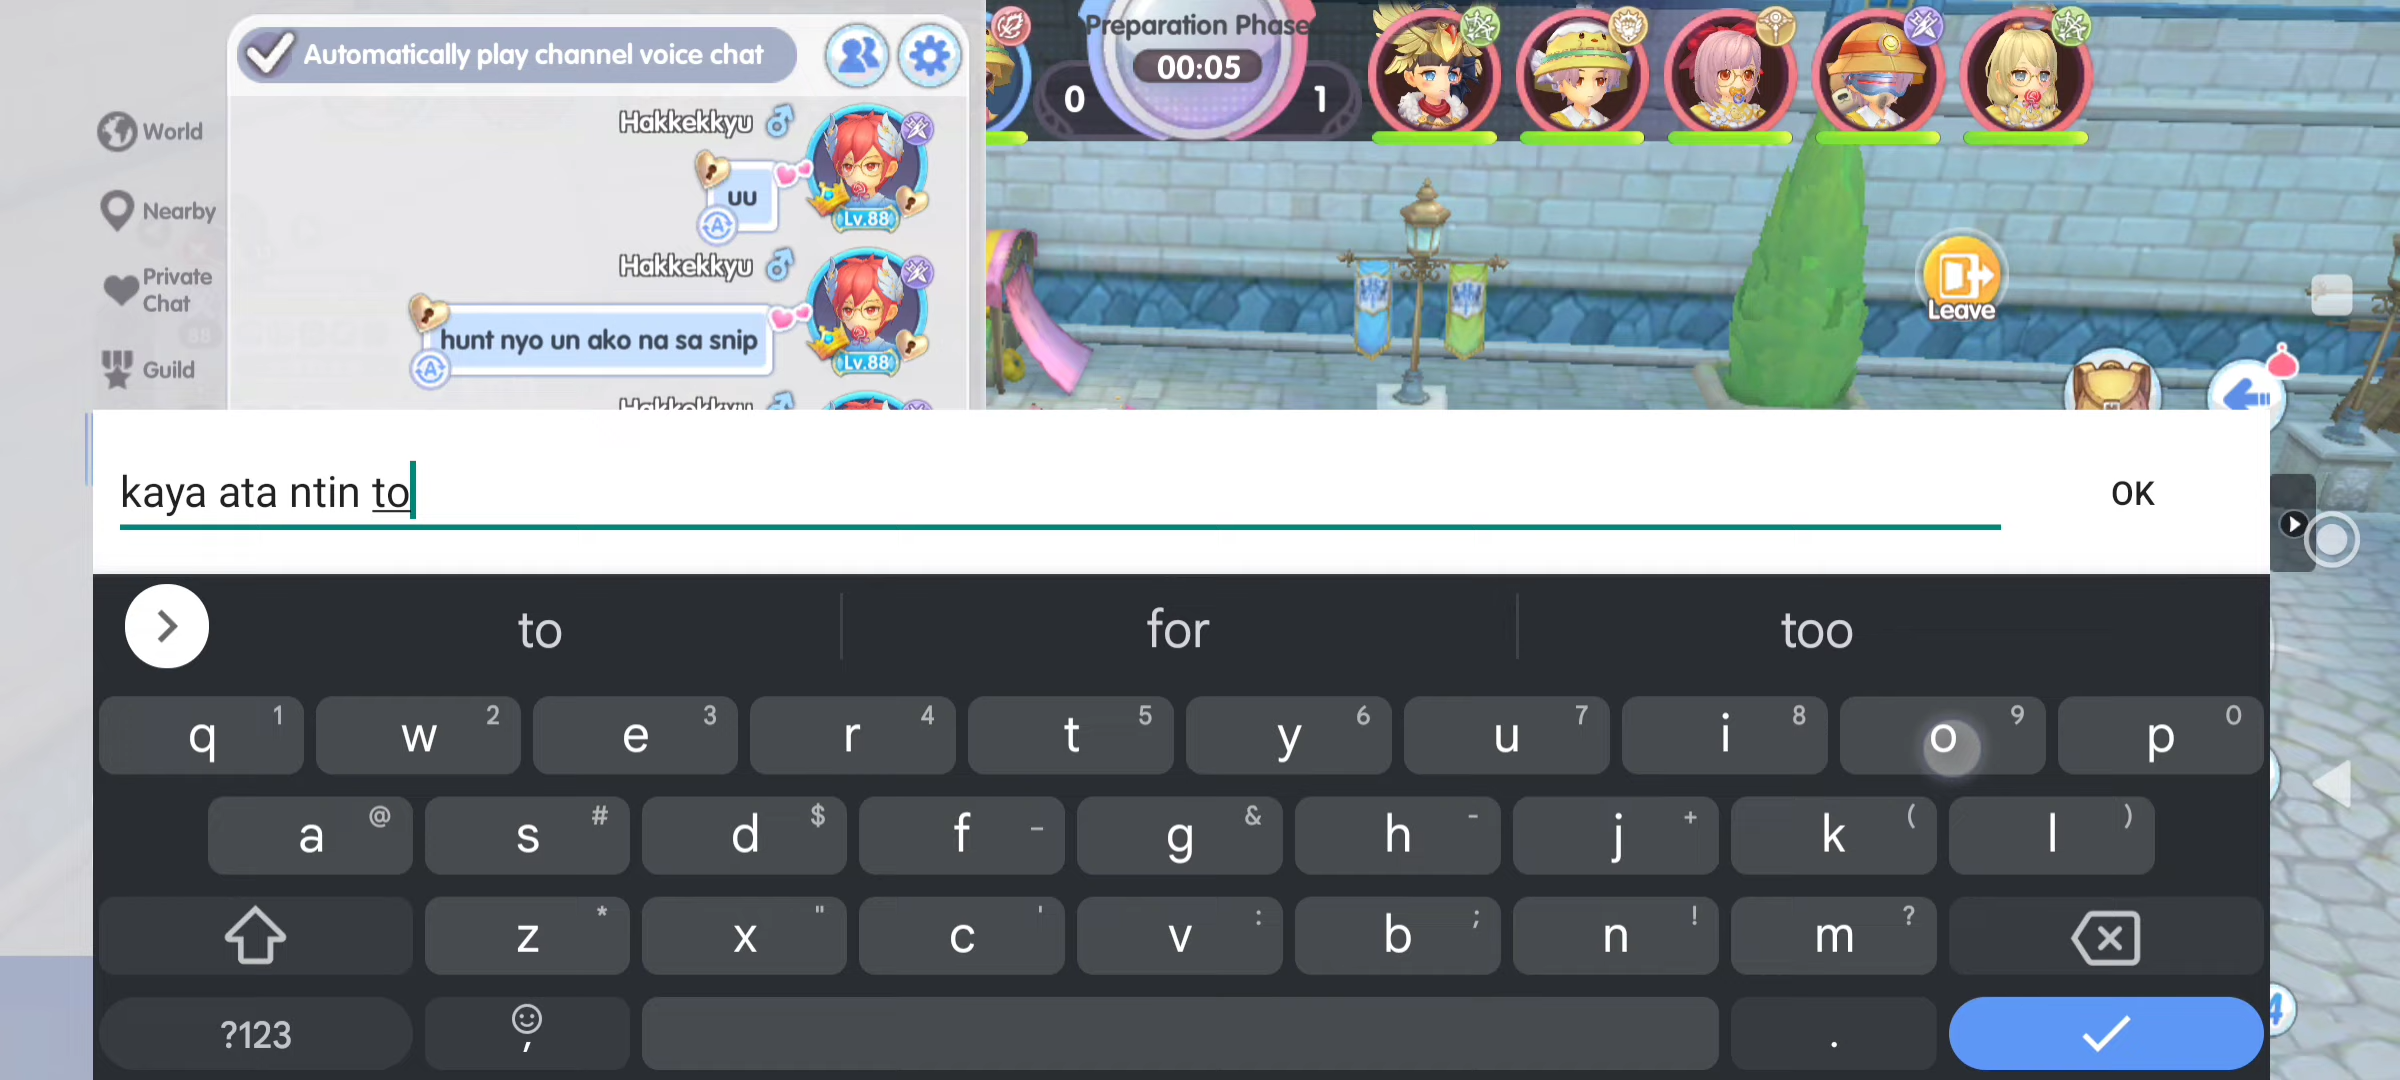 Automatically play channel voice chat
World
Nearby
Private
Chat
Guild
Hakkekkyu
uu
Lv.88
Hakkekkyu
hunt nyo un ako na sa snip
Lv.88
Hakkekkyu
Preparation Phase
00:05
0
1
Leave
kaya ata ntin to
OK
to for too
q 1 w 2 e 3 r 4 t 5 y 6 u 7 i 8 o 9 p 0
a @ s # d $ f _ g & h - j + k ( l )
z * x " c ' v : b ; n ! m ?
?123 , .
4